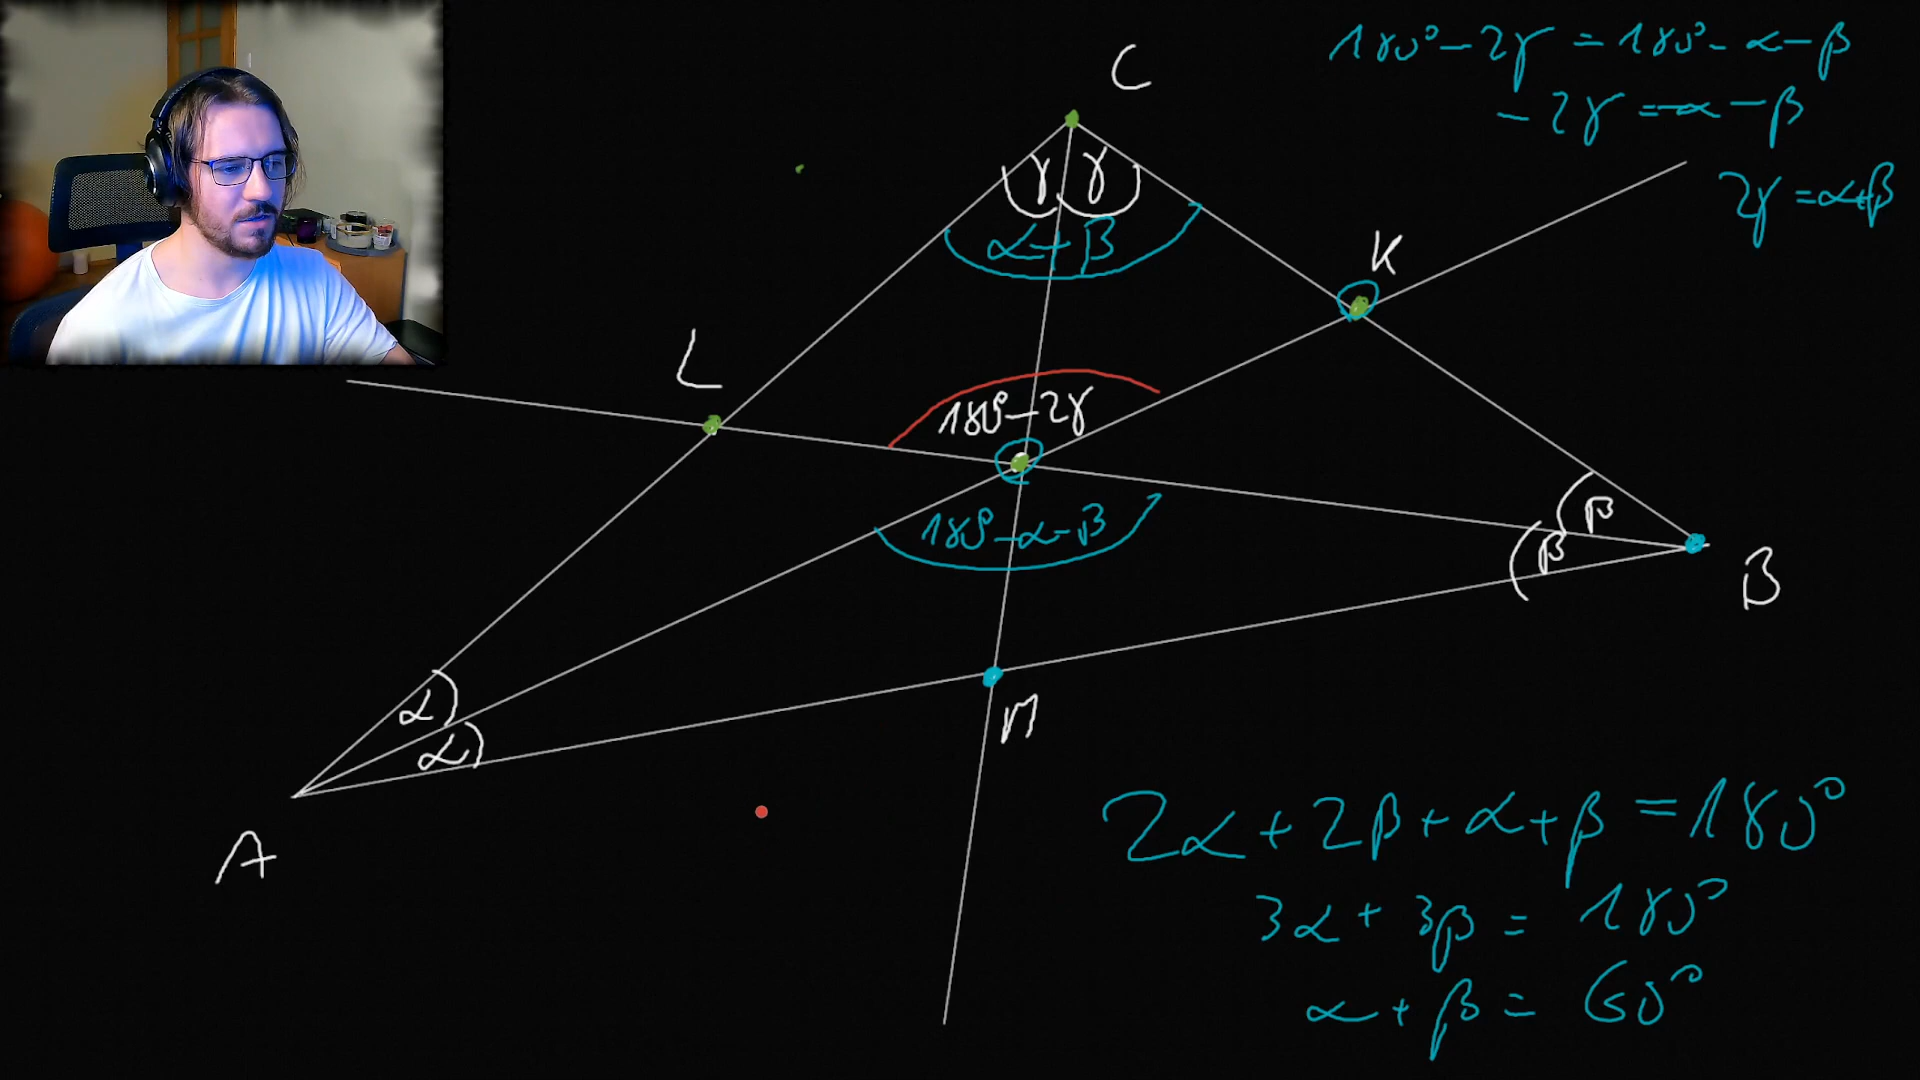 C
180° - 2γ = 180° - α - β
- 2γ = - α - β
2γ = α + β
γ γ
α + β
K
L
180° - 2γ
180° - α - β
β
β
B
α
α
M
A
2α + 2β + α + β = 180°
3α + 3β = 180°
α + β = 60°